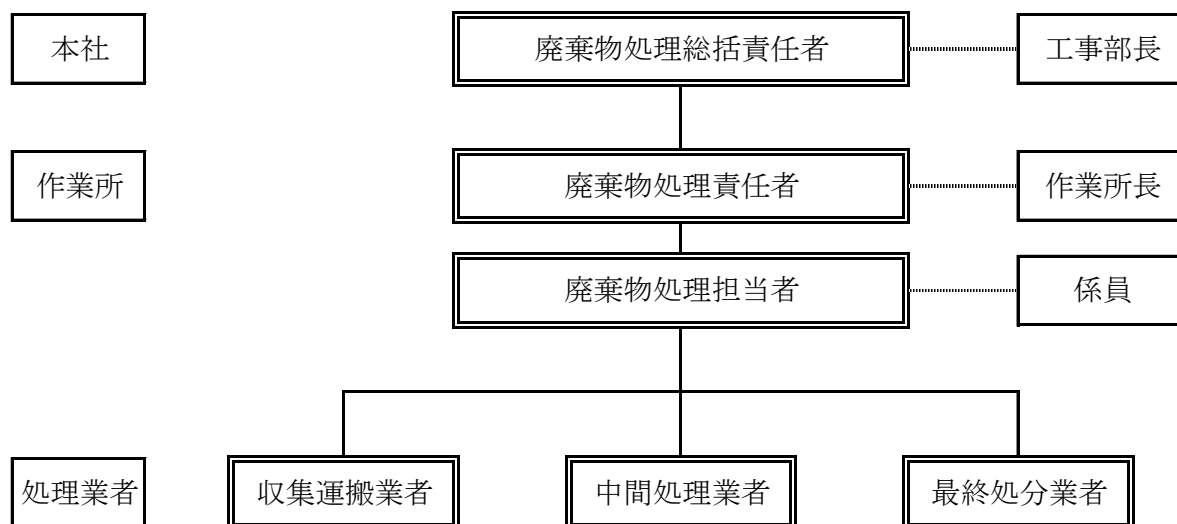 本社
廃棄物処理総括責任者
工事部長
作業所
廃棄物処理責任者
作業所長
廃棄物処理担当者
係員
処理業者
収集運搬業者
中間処理業者
最終処分業者